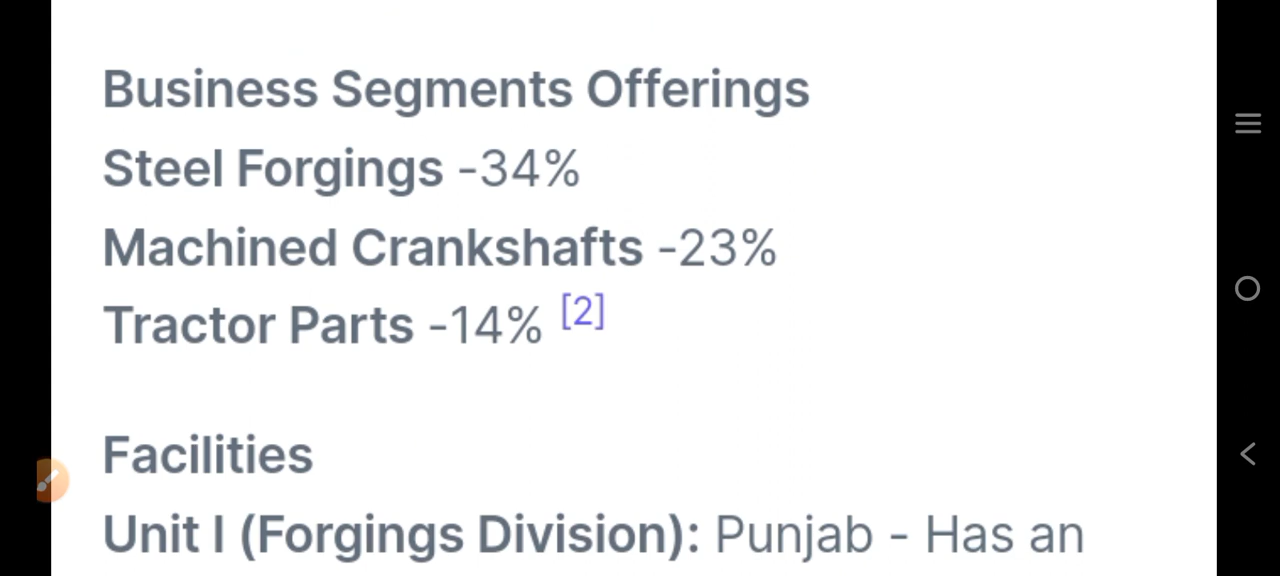 Business Segments Offerings
Steel Forgings -34%
Machined Crankshafts -23%
Tractor Parts -14% [2]
Facilities
Unit I (Forgings Division): Punjab - Has an